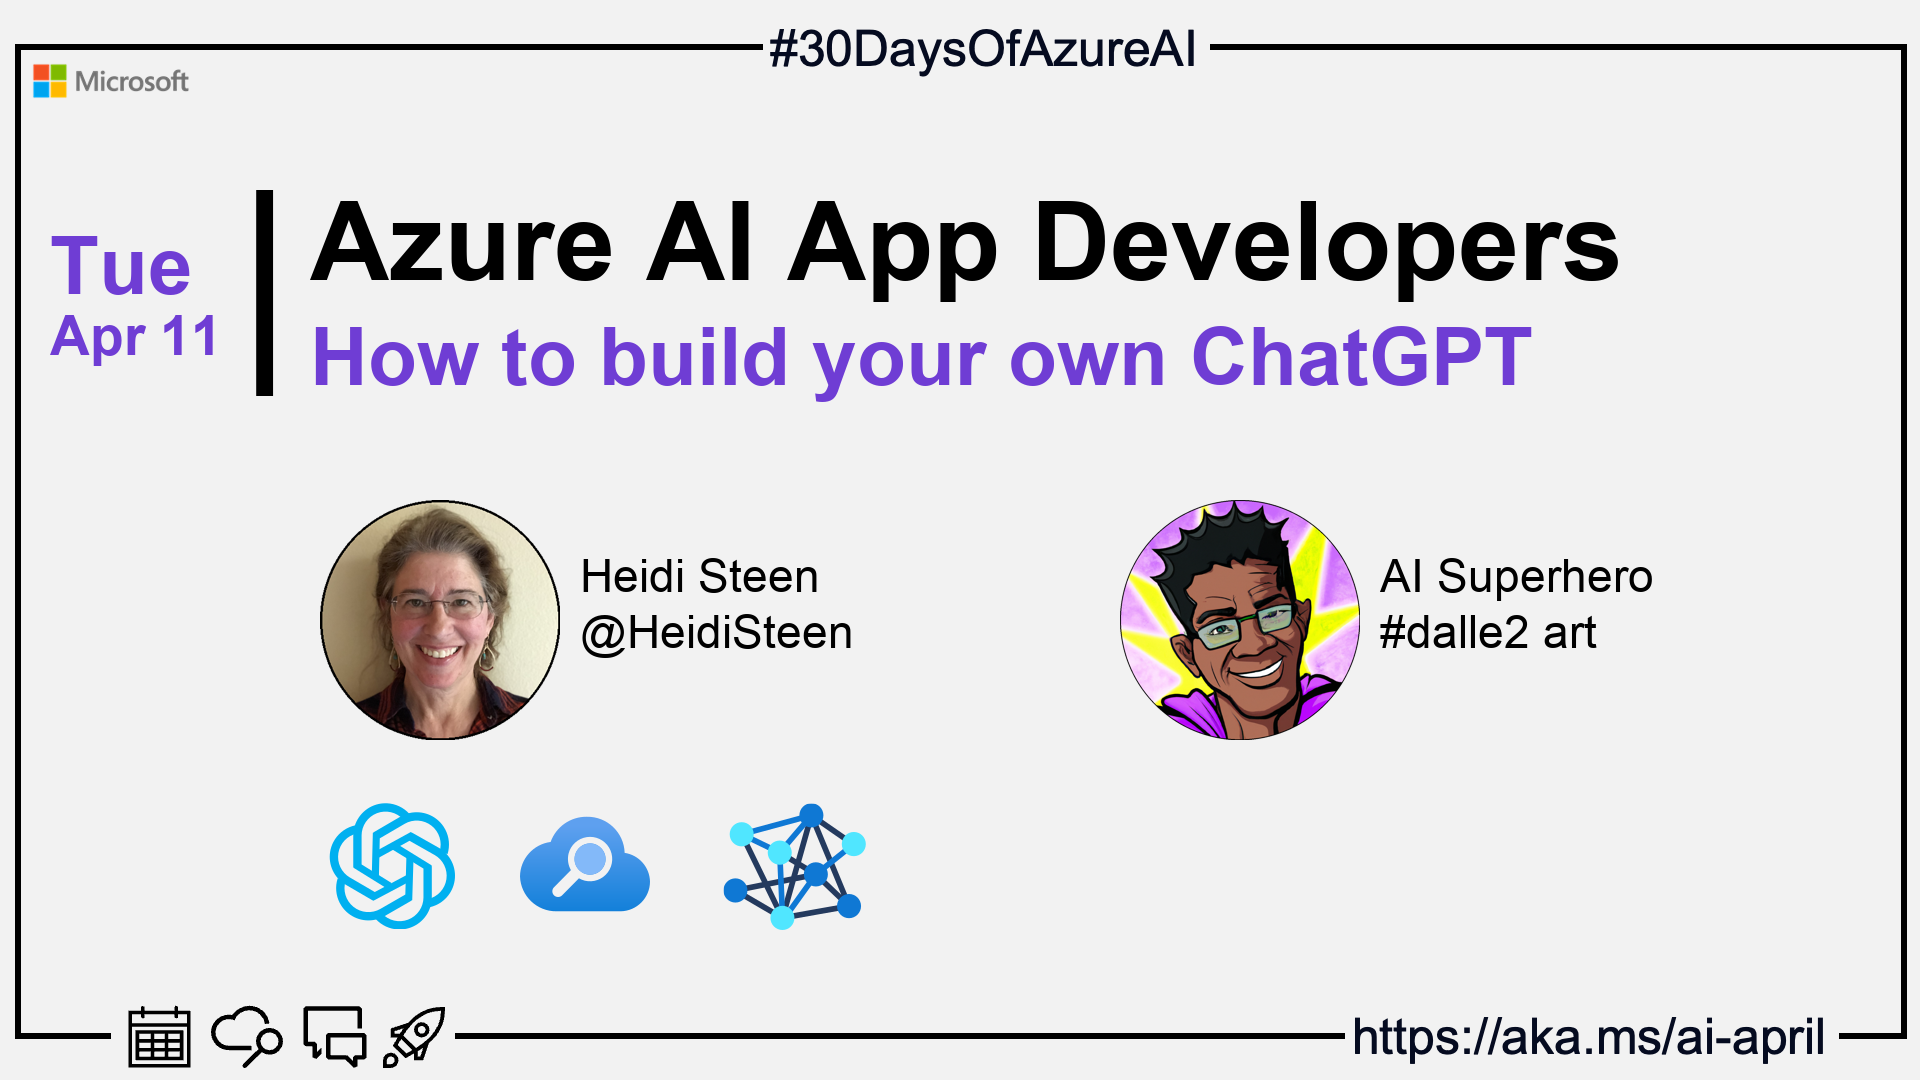 #30DaysOfAzureAI
Microsoft
Tue
Apr 11
Azure AI App Developers
How to build your own ChatGPT
Heidi Steen
@HeidiSteen
AI Superhero
#dalle2 art
https://aka.ms/ai-april